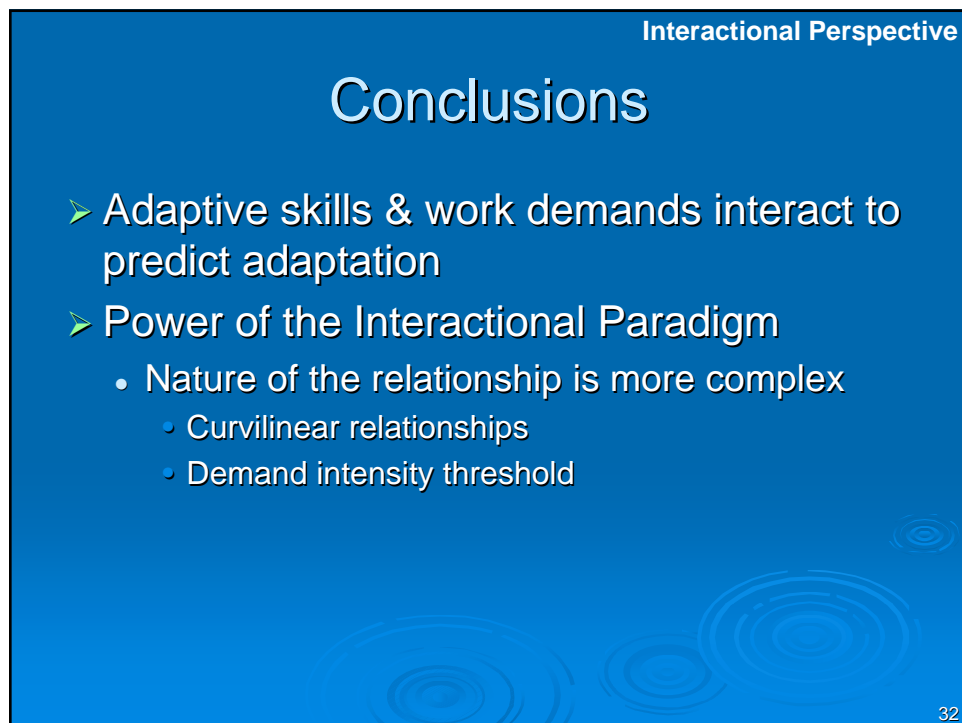 Interactional Perspective
Conclusions
➢ Adaptive skills & work demands interact to
predict adaptation
➢ Power of the Interactional Paradigm
• Nature of the relationship is more complex
• Curvilinear relationships
• Demand intensity threshold
32